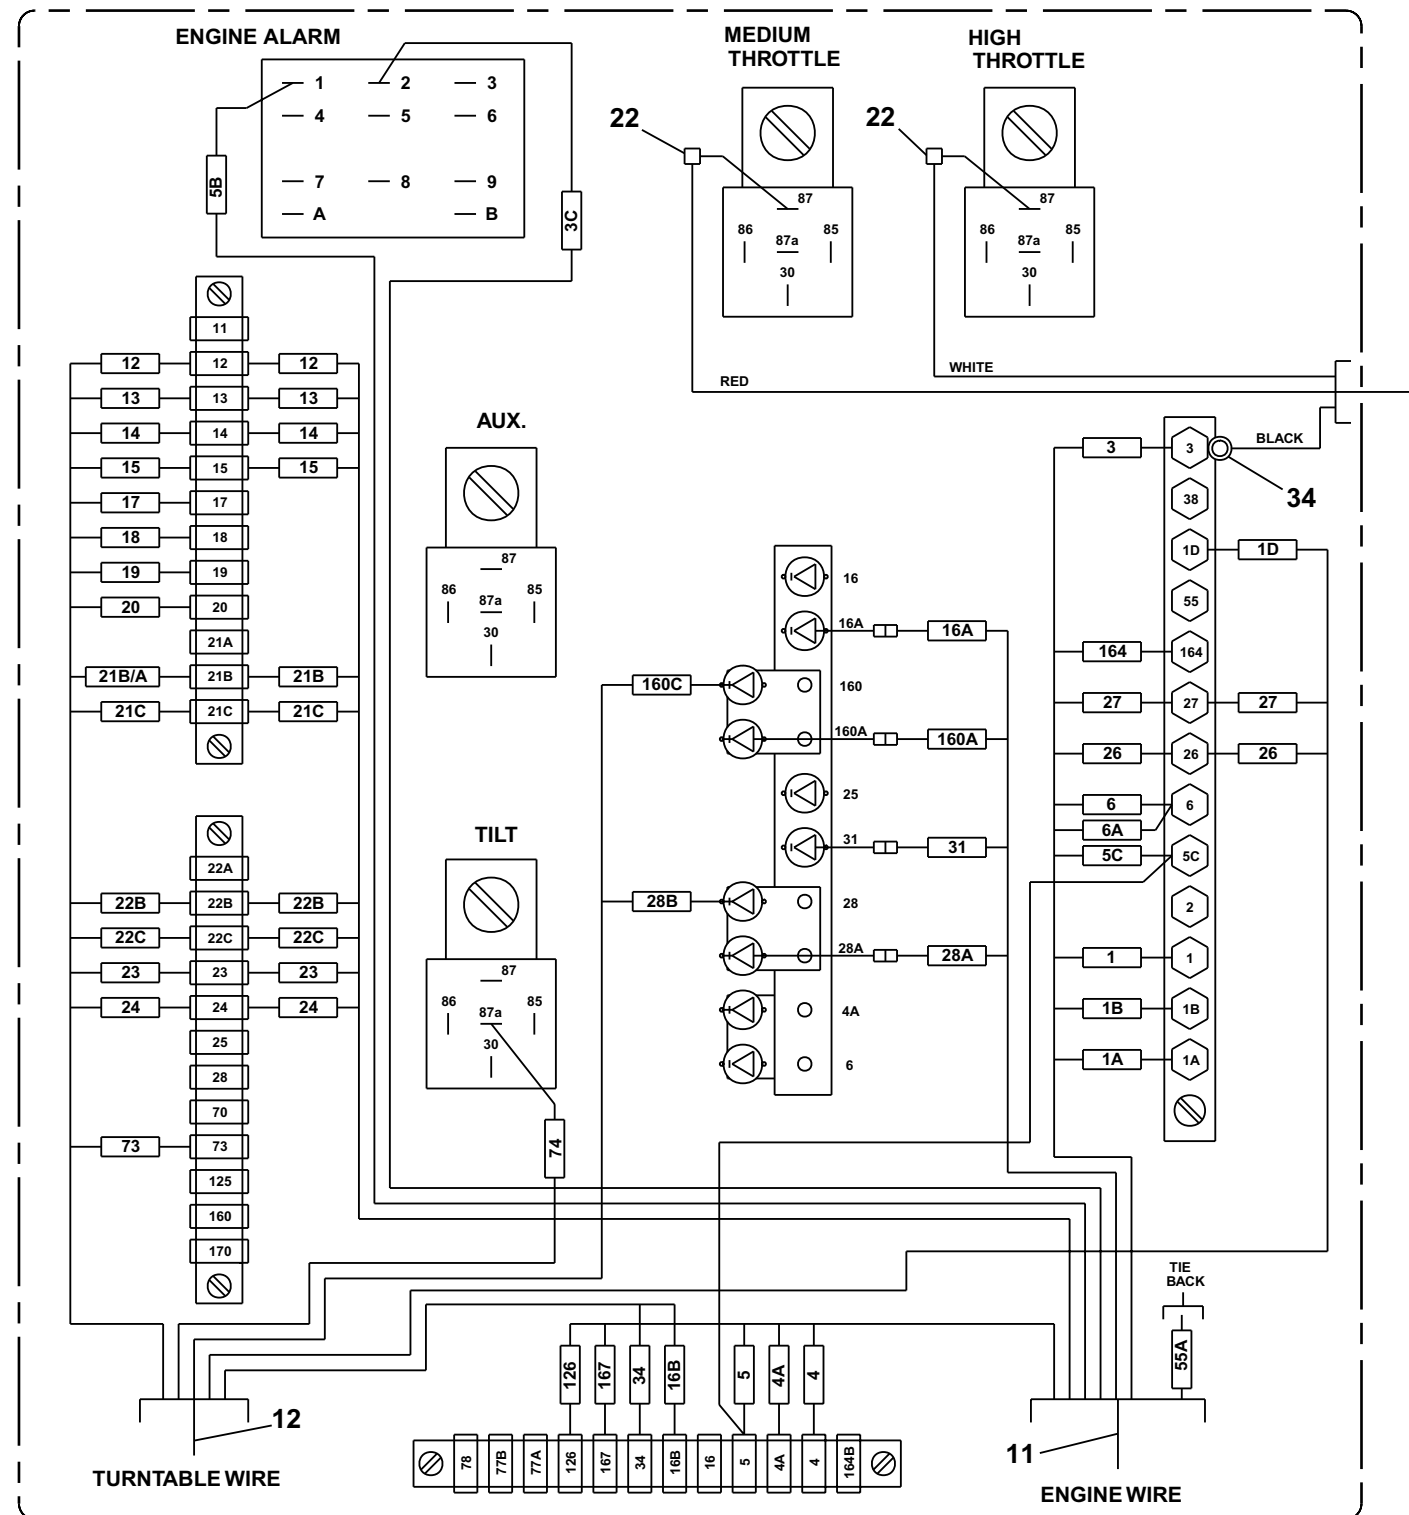 ENGINE ALARM
MEDIUM
THROTTLE
HIGH
THROTTLE
1 2 3
4 5 6
7 8 9
A B
5B
3C
22
87
86 87a 85
30
22
87
86 87a 85
30
WHITE
RED
BLACK
34
11
12 12 12
13 13 13
14 14 14
15 15 15
17 17
18 18
19 19
20 20
21A
21B/A 21B 21B
21C 21C 21C
AUX.
87
86 87a 85
30
22A
22B 22B 22B
22C 22C 22C
23 23 23
24 24 24
25
28
70
73 73
125
160
170
TILT
87
86 87a 85
30
74
16
16A 16A
160C 160
160A 160A
25
31 31
28B 28
28A 28A
4A
6
3 3
38
1D 1D
55
164 164
27 27 27
26 26 26
6 6
6A
5C 5C
2
1 1
1B 1B
1A 1A
TIE
BACK
55A
126 167 34 16B 5 4A 4
78 77B 77A 126 167 34 16B 16 5 4A 4 164B
12
TURNTABLE WIRE
11
ENGINE WIRE